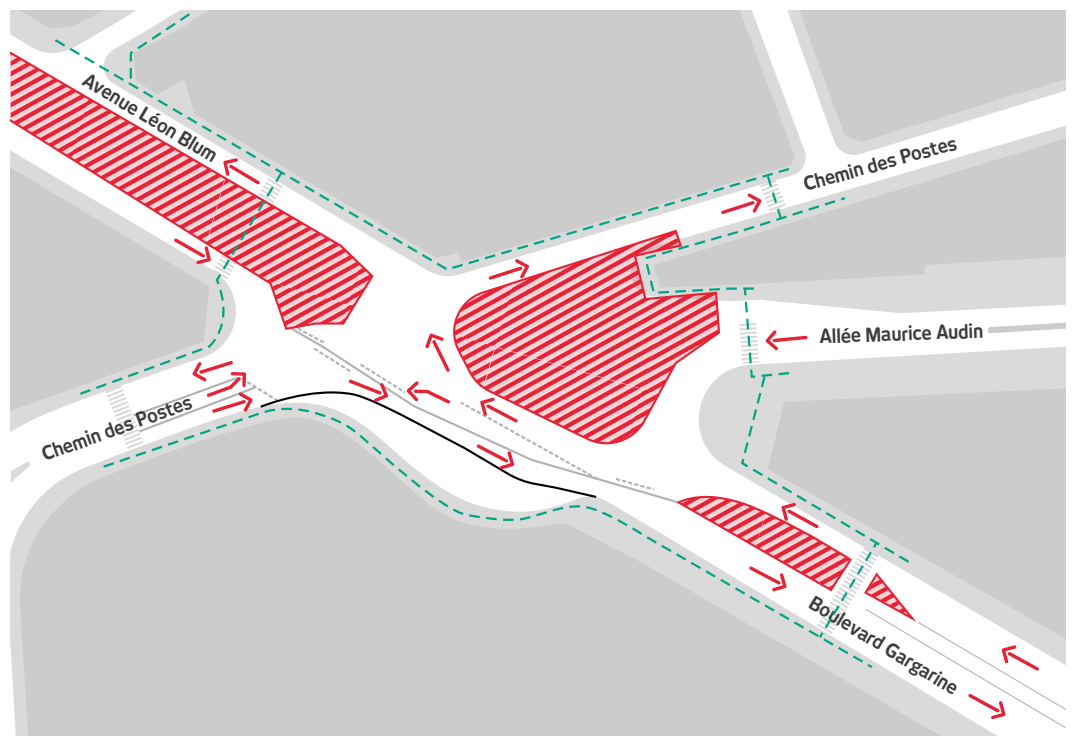 Avenue Léon Blum
Chemin des Postes
Allée Maurice Audin
Chemin des Postes
Boulevard Gargarine